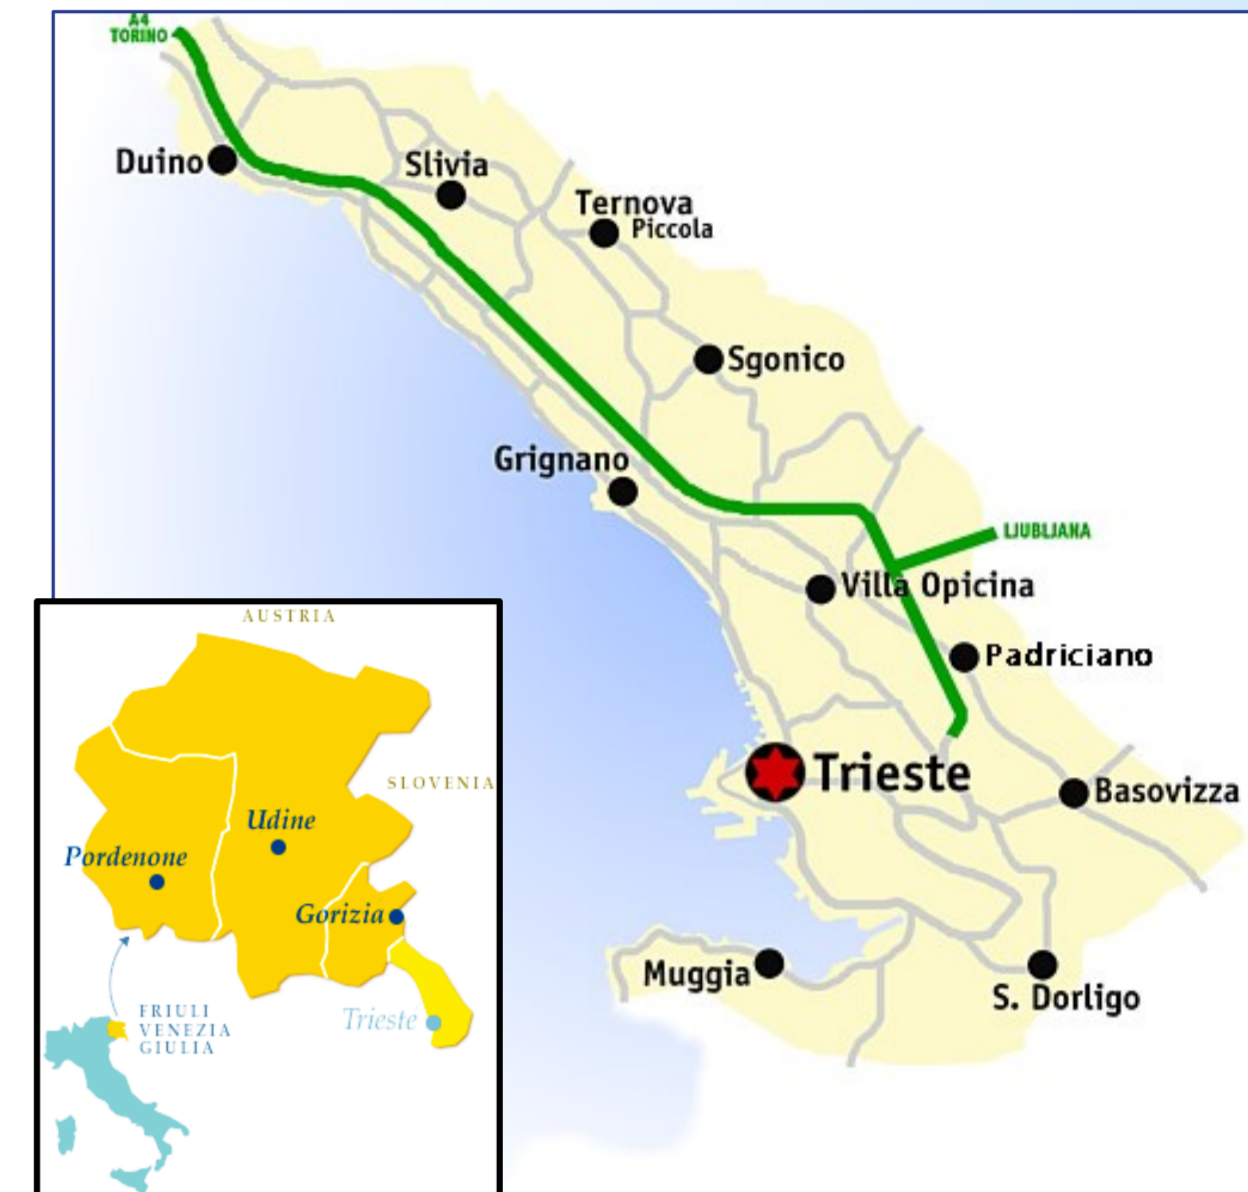 A4
TORINO
Duino
Slivia
Ternova
Piccola
Sgonico
Grignano
LJUBLJANA
Villa Opicina
Padriciano
Trieste
Basovizza
Muggia
S. Dorligo
AUSTRIA
SLOVENIA
Udine
Pordenone
Gorizia
Trieste
FRIULI
VENEZIA
GIULIA